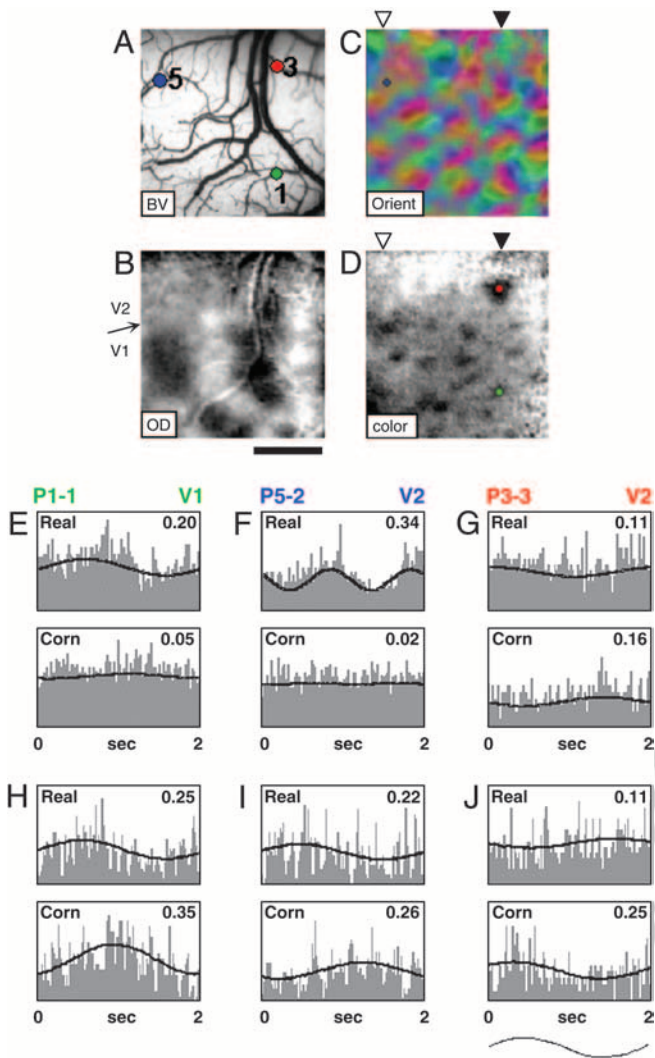 A
5
3
1
BV
C
Orient
B
V2
V1
OD
D
color
P1-1 V1
P5-2 V2
P3-3 V2
E
Real 0.20
Corn 0.05
0 sec 2
F
Real 0.34
Corn 0.02
0 sec 2
G
Real 0.11
Corn 0.16
0 sec 2
H
Real 0.25
Corn 0.35
0 sec 2
I
Real 0.22
Corn 0.26
0 sec 2
J
Real 0.11
Corn 0.25
0 sec 2